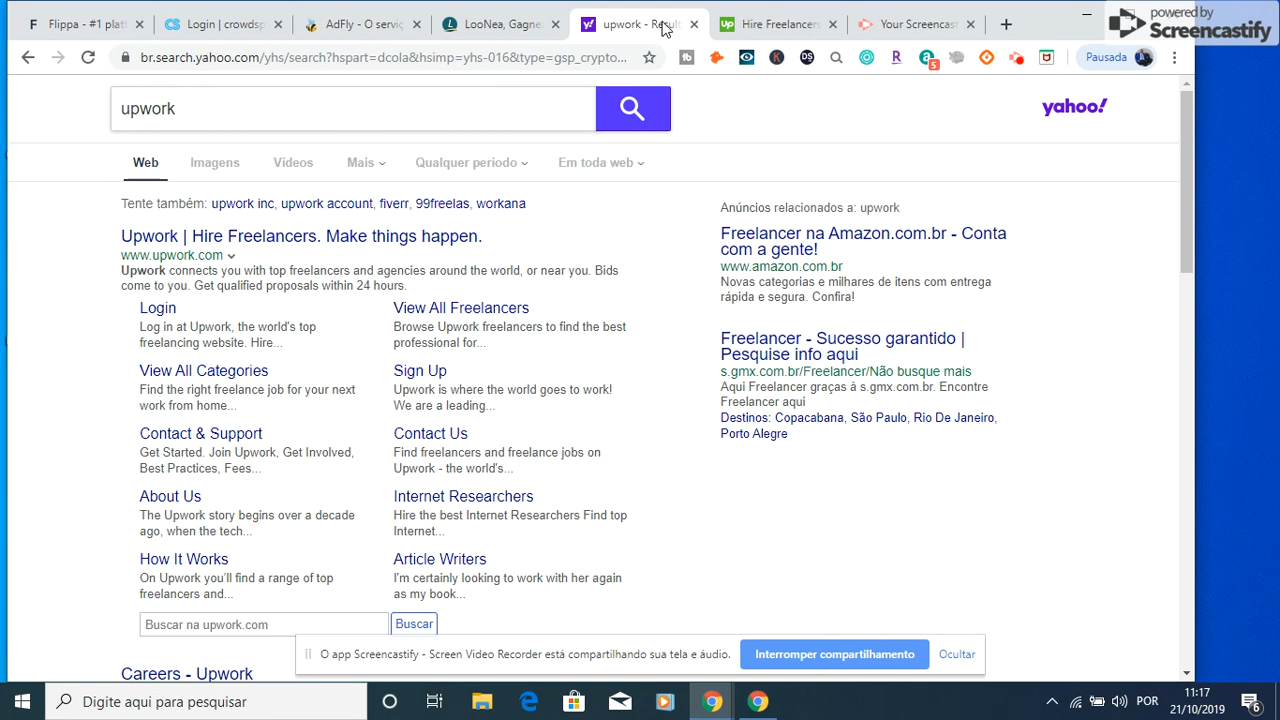 Flippa - #1 platf
Login | crowdsp
AdFly - O serviç
LootUp, Gagnez
upwork - Result
Hire Freelancers
Your Screencast
powered by
Screencastify
br.search.yahoo.com/yhs/search?hspart=dcola&hsimp=yhs-016&type=gsp_crypto...
5
Pausada
upwork
yahoo!
Web
Imagens
Vídeos
Mais
Qualquer período
Em toda web
Tente também: upwork inc, upwork account, fiverr, 99freelas, workana
Upwork | Hire Freelancers. Make things happen.
www.upwork.com
Upwork connects you with top freelancers and agencies around the world, or near you. Bids
come to you. Get qualified proposals within 24 hours.
Login
Log in at Upwork, the world's top
freelancing website. Hire...
View All Freelancers
Browse Upwork freelancers to find the best
professional for...
View All Categories
Find the right freelance job for your next
work from home...
Sign Up
Upwork is where the world goes to work!
We are a leading...
Contact & Support
Get Started. Join Upwork, Get Involved,
Best Practices, Fees...
Contact Us
Find freelancers and freelance jobs on
Upwork - the world's...
About Us
The Upwork story begins over a decade
ago, when the tech...
Internet Researchers
Hire the best Internet Researchers Find top
Internet...
How It Works
On Upwork you'll find a range of top
freelancers and...
Article Writers
I'm certainly looking to work with her again
as my book...
Buscar na upwork.com
Buscar
Careers - Upwork
Anúncios relacionados a: upwork
Freelancer na Amazon.com.br - Conta
com a gente!
www.amazon.com.br
Novas categorias e milhares de itens com entrega
rápida e segura. Confira!
Freelancer - Sucesso garantido |
Pesquise info aqui
s.gmx.com.br/Freelancer/Não busque mais
Aqui Freelancer graças à s.gmx.com.br. Encontre
Freelancer aqui
Destinos: Copacabana, São Paulo, Rio De Janeiro,
Porto Alegre
O app Screencastify - Screen Video Recorder está compartilhando sua tela e áudio.
Interromper compartilhamento
Ocultar
Digite aqui para pesquisar
POR
11:17
21/10/2019
6